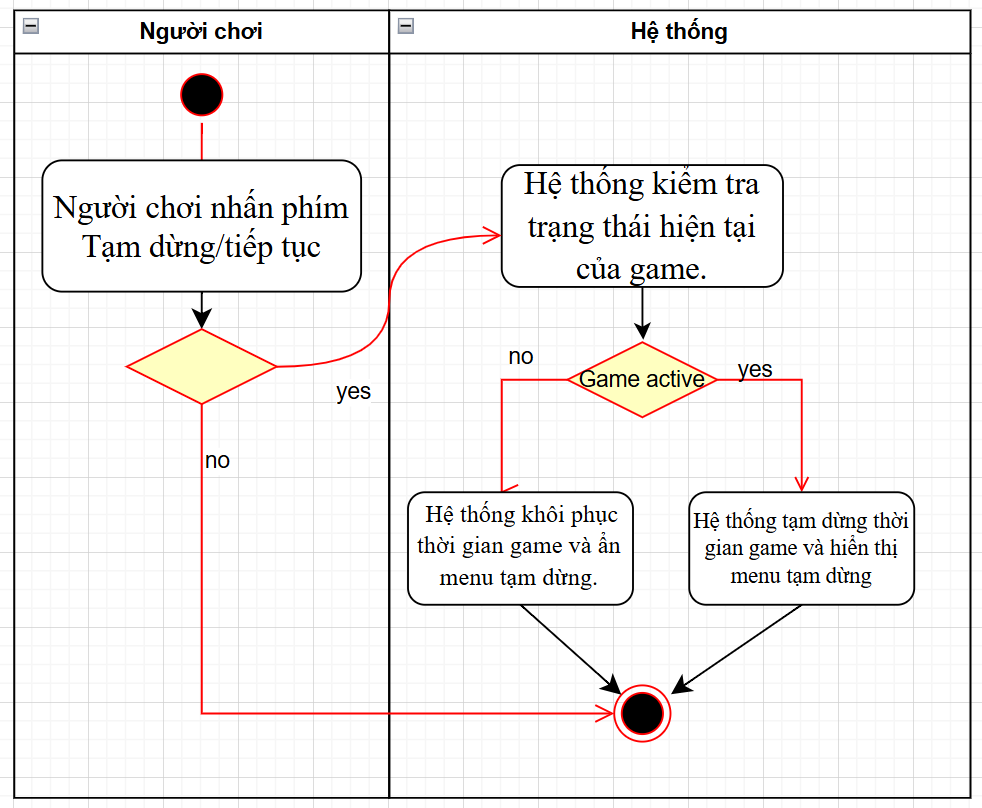 Người chơi
Hệ thống
Người chơi nhấn phím
Tạm dừng/tiếp tục
Hệ thống kiểm tra
trạng thái hiện tại
của game.
yes
no
no
Game active
yes
Hệ thống khôi phục
thời gian game và ẩn
menu tạm dừng.
Hệ thống tạm dừng thời
gian game và hiển thị
menu tạm dừng